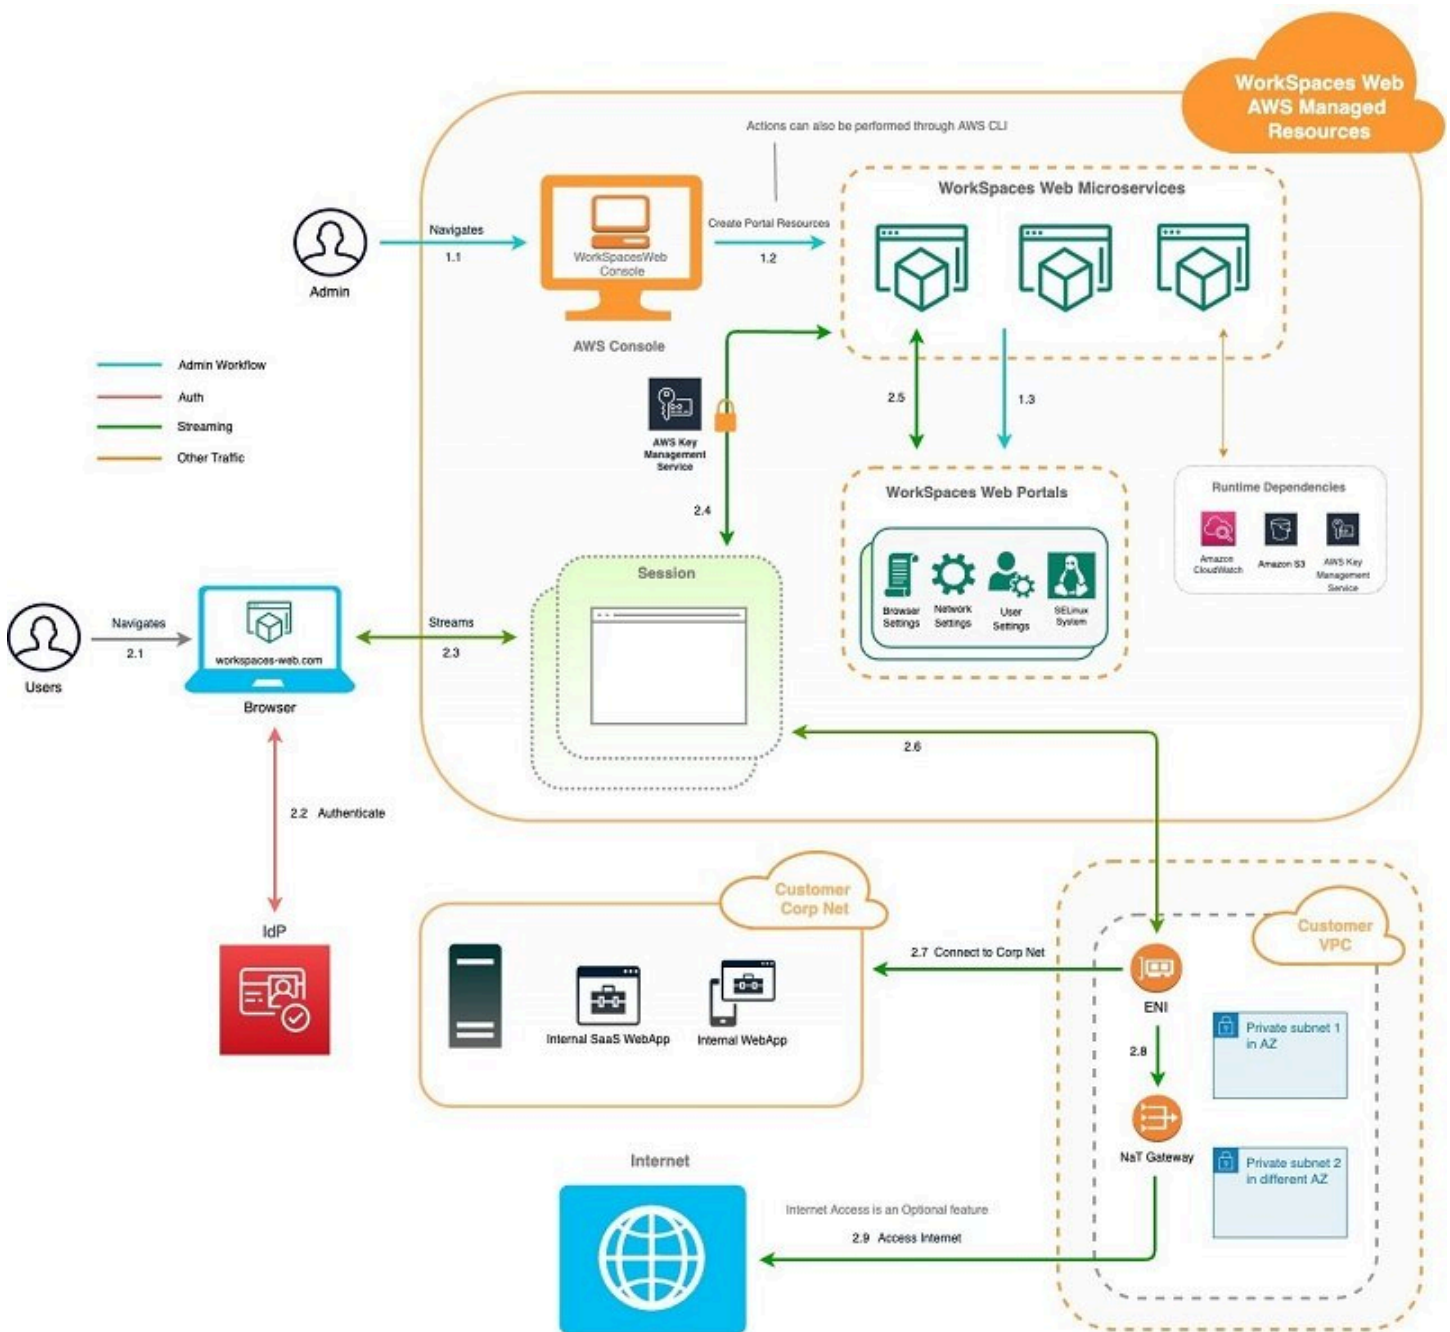 WorkSpaces Web
AWS Managed
Resources
Actions can also be performed through AWS CLI
WorkSpaces Web Microservices
Navigates
1.1
Admin
WorkSpacesWeb
Console
AWS Console
Create Portal Resources
1.2
Admin Workflow
Auth
Streaming
Other Traffic
AWS Key
Management
Service
2.4
2.5
1.3
WorkSpaces Web Portals
Browser
Settings
Network
Settings
User
Settings
SELinux
System
Runtime Dependencies
Amazon
CloudWatch
Amazon S3
AWS Key
Management
Service
Session
Users
Navigates
2.1
workspaces-web.com
Browser
Streams
2.3
2.6
2.2 Authenticate
IdP
Customer
Corp Net
Internal SaaS WebApp
Internal WebApp
2.7 Connect to Corp Net
Customer
VPC
ENI
2.8
NaT Gateway
Private subnet 1
in AZ
Private subnet 2
in different AZ
Internet
Internet Access is an Optional feature
2.9 Access Internet